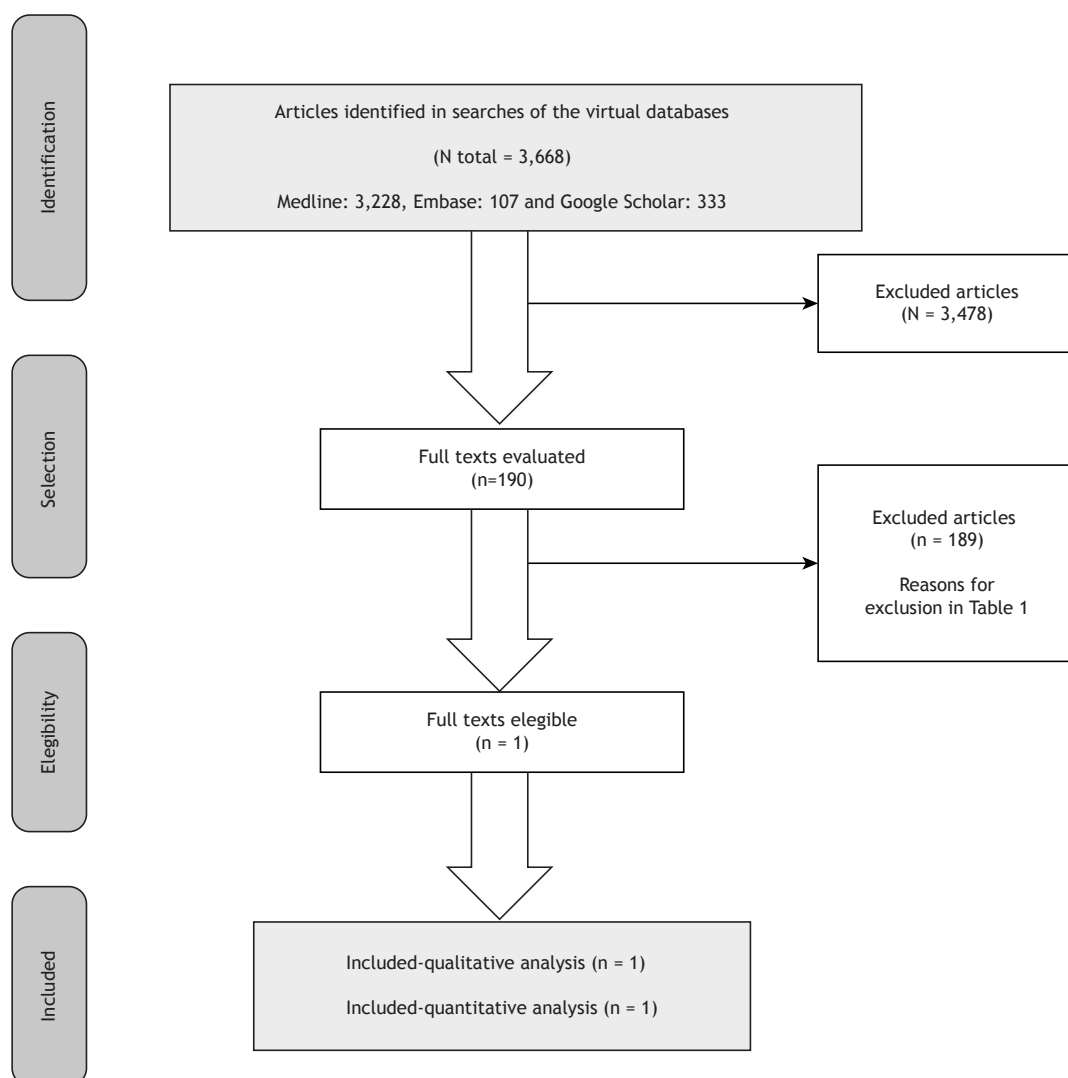 Identification
Articles identified in searches of the virtual databases
(N total = 3,668)
Medline: 3,228, Embase: 107 and Google Scholar: 333
Excluded articles
(N = 3,478)
Selection
Full texts evaluated
(n=190)
Excluded articles
(n = 189)
Reasons for
exclusion in Table 1
Elegibility
Full texts elegible
(n = 1)
Included
Included-qualitative analysis (n = 1)
Included-quantitative analysis (n = 1)